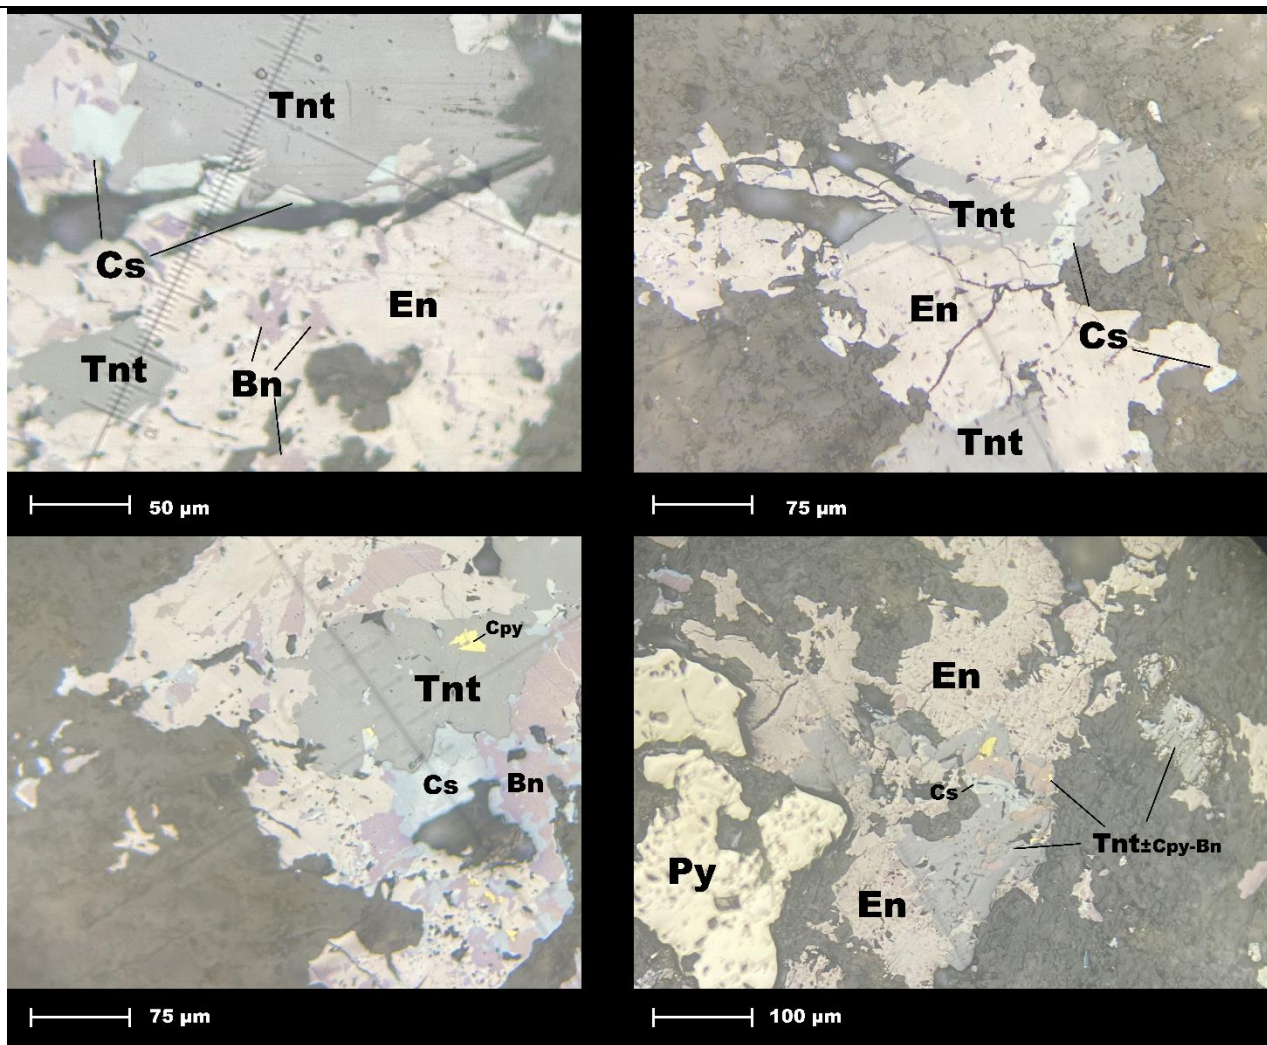 Tnt
Cs
En
Tnt
Bn
50 µm
Tnt
En
Cs
Tnt
75 µm
Cpy
Tnt
Cs
Bn
75 µm
En
Cs
Tnt±Cpy-Bn
Py
En
100 µm